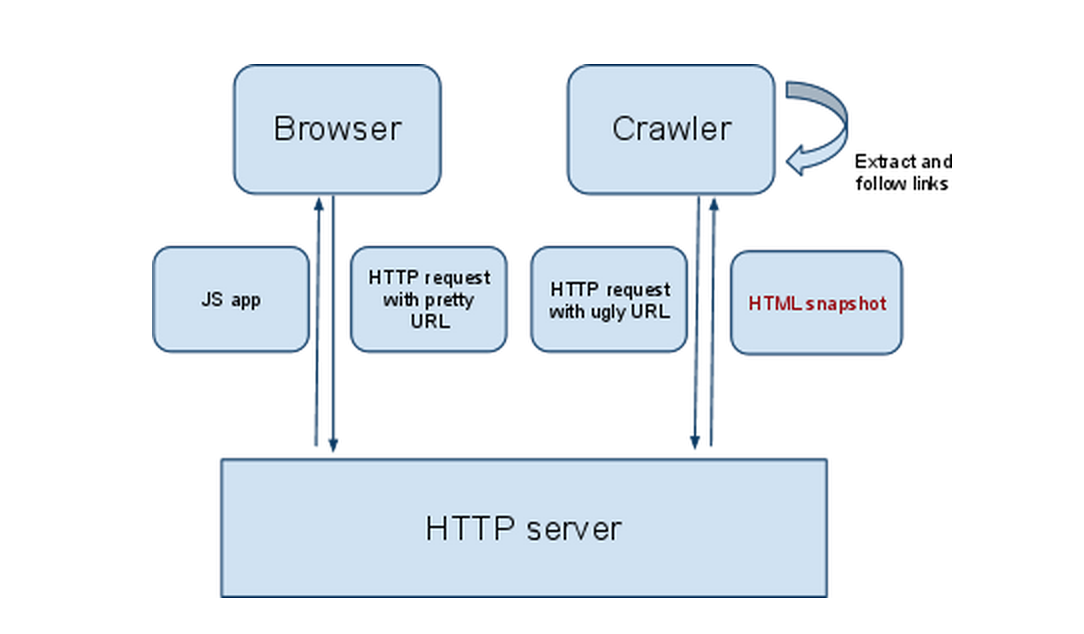 Browser
Crawler
Extract and
follow links
JS app
HTTP request
with pretty
URL
HTTP request
with ugly URL
HTML snapshot
HTTP server